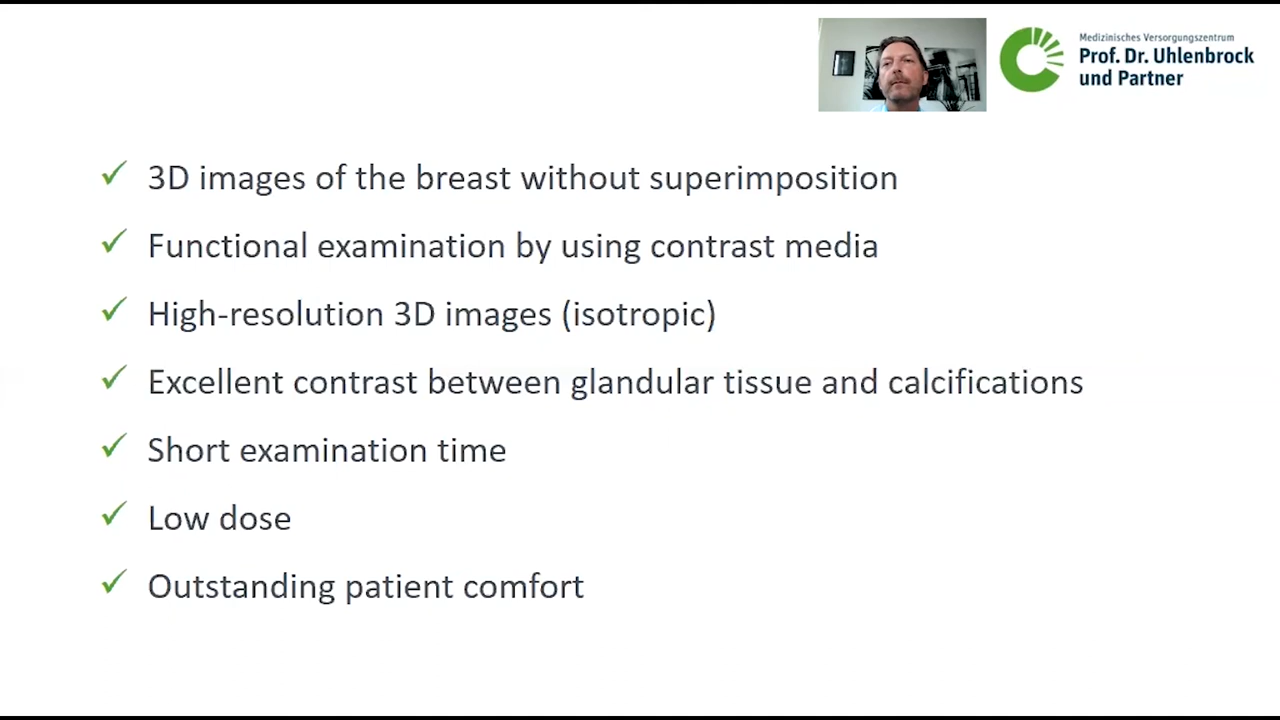 Medizinisches Versorgungszentrum
Prof. Dr. Uhlenbrock
und Partner
✓ 3D images of the breast without superimposition
✓ Functional examination by using contrast media
✓ High-resolution 3D images (isotropic)
✓ Excellent contrast between glandular tissue and calcifications
✓ Short examination time
✓ Low dose
✓ Outstanding patient comfort